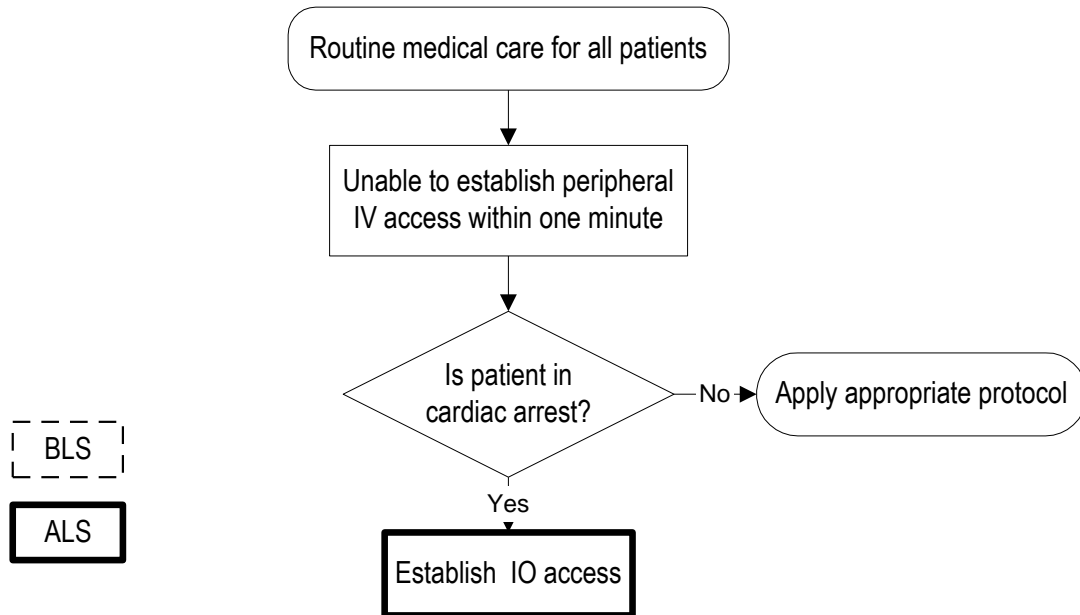 Routine medical care for all patients
Unable to establish peripheral
IV access within one minute
Is patient in
cardiac arrest?
No
Apply appropriate protocol
BLS
Yes
ALS
Establish IO access